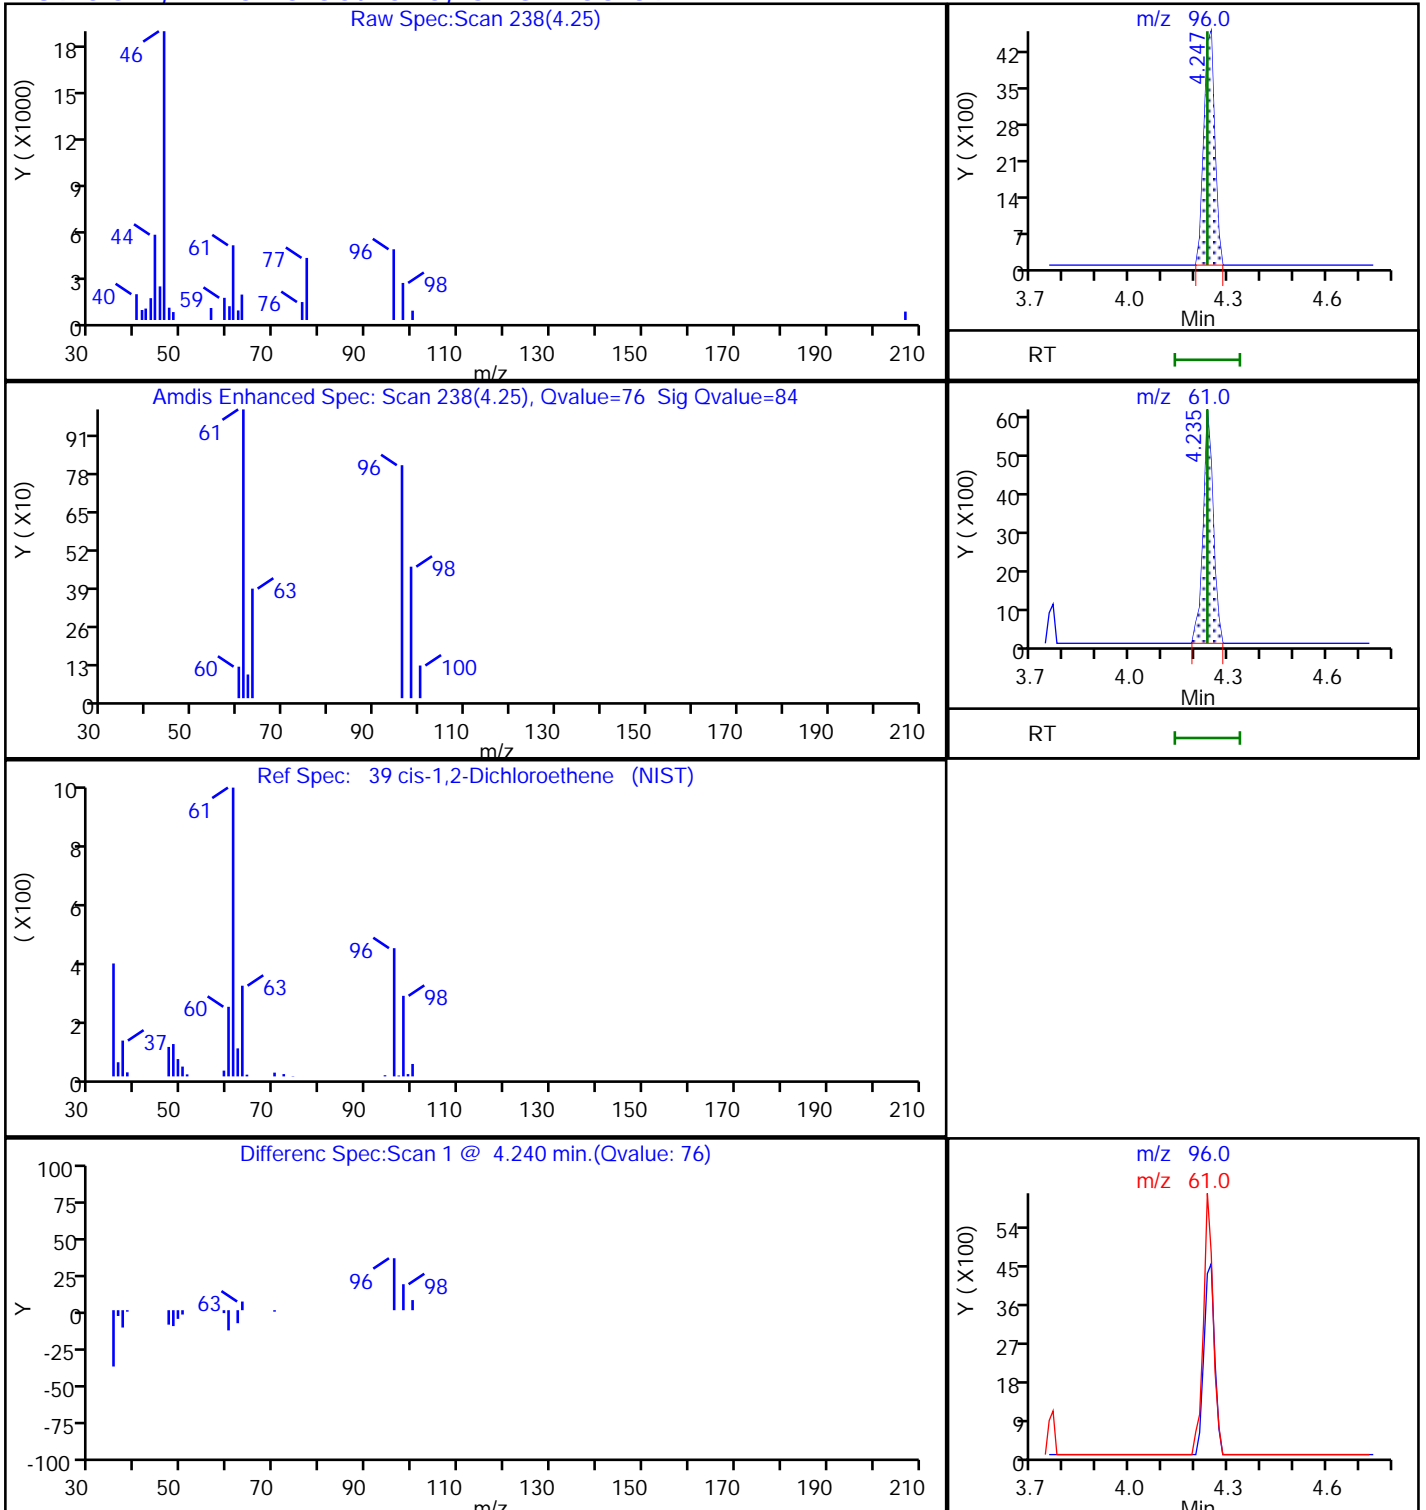 Raw Spec:Scan 238(4.25)
Y ( X1000)
18
15
12
9
6
3
0
46
44
40
59
61
76
77
96
98
30 50 70 90 110 130 150 170 190 210
m/z
m/z 96.0
Y ( X100)
42
35
28
21
14
7
0
4.247
3.7 4.0 4.3 4.6
Min
RT
Amdis Enhanced Spec: Scan 238(4.25), Qvalue=76 Sig Qvalue=84
Y ( X10)
91
78
65
52
39
26
13
0
61
60
63
96
98
100
30 50 70 90 110 130 150 170 190 210
m/z
m/z 61.0
Y ( X100)
60
50
40
30
20
10
0
4.235
3.7 4.0 4.3 4.6
Min
RT
Ref Spec: 39 cis-1,2-Dichloroethene (NIST)
( X100)
10
8
6
4
2
0
37
60
61
63
96
98
30 50 70 90 110 130 150 170 190 210
m/z
Differenc Spec:Scan 1 @ 4.240 min.(Qvalue: 76)
Y
100
75
50
25
0
-25
-50
-75
-100
63
96
98
30 50 70 90 110 130 150 170 190 210
m/z
m/z 96.0
m/z 61.0
Y ( X100)
54
45
36
27
18
9
0
3.7 4.0 4.3 4.6
Min